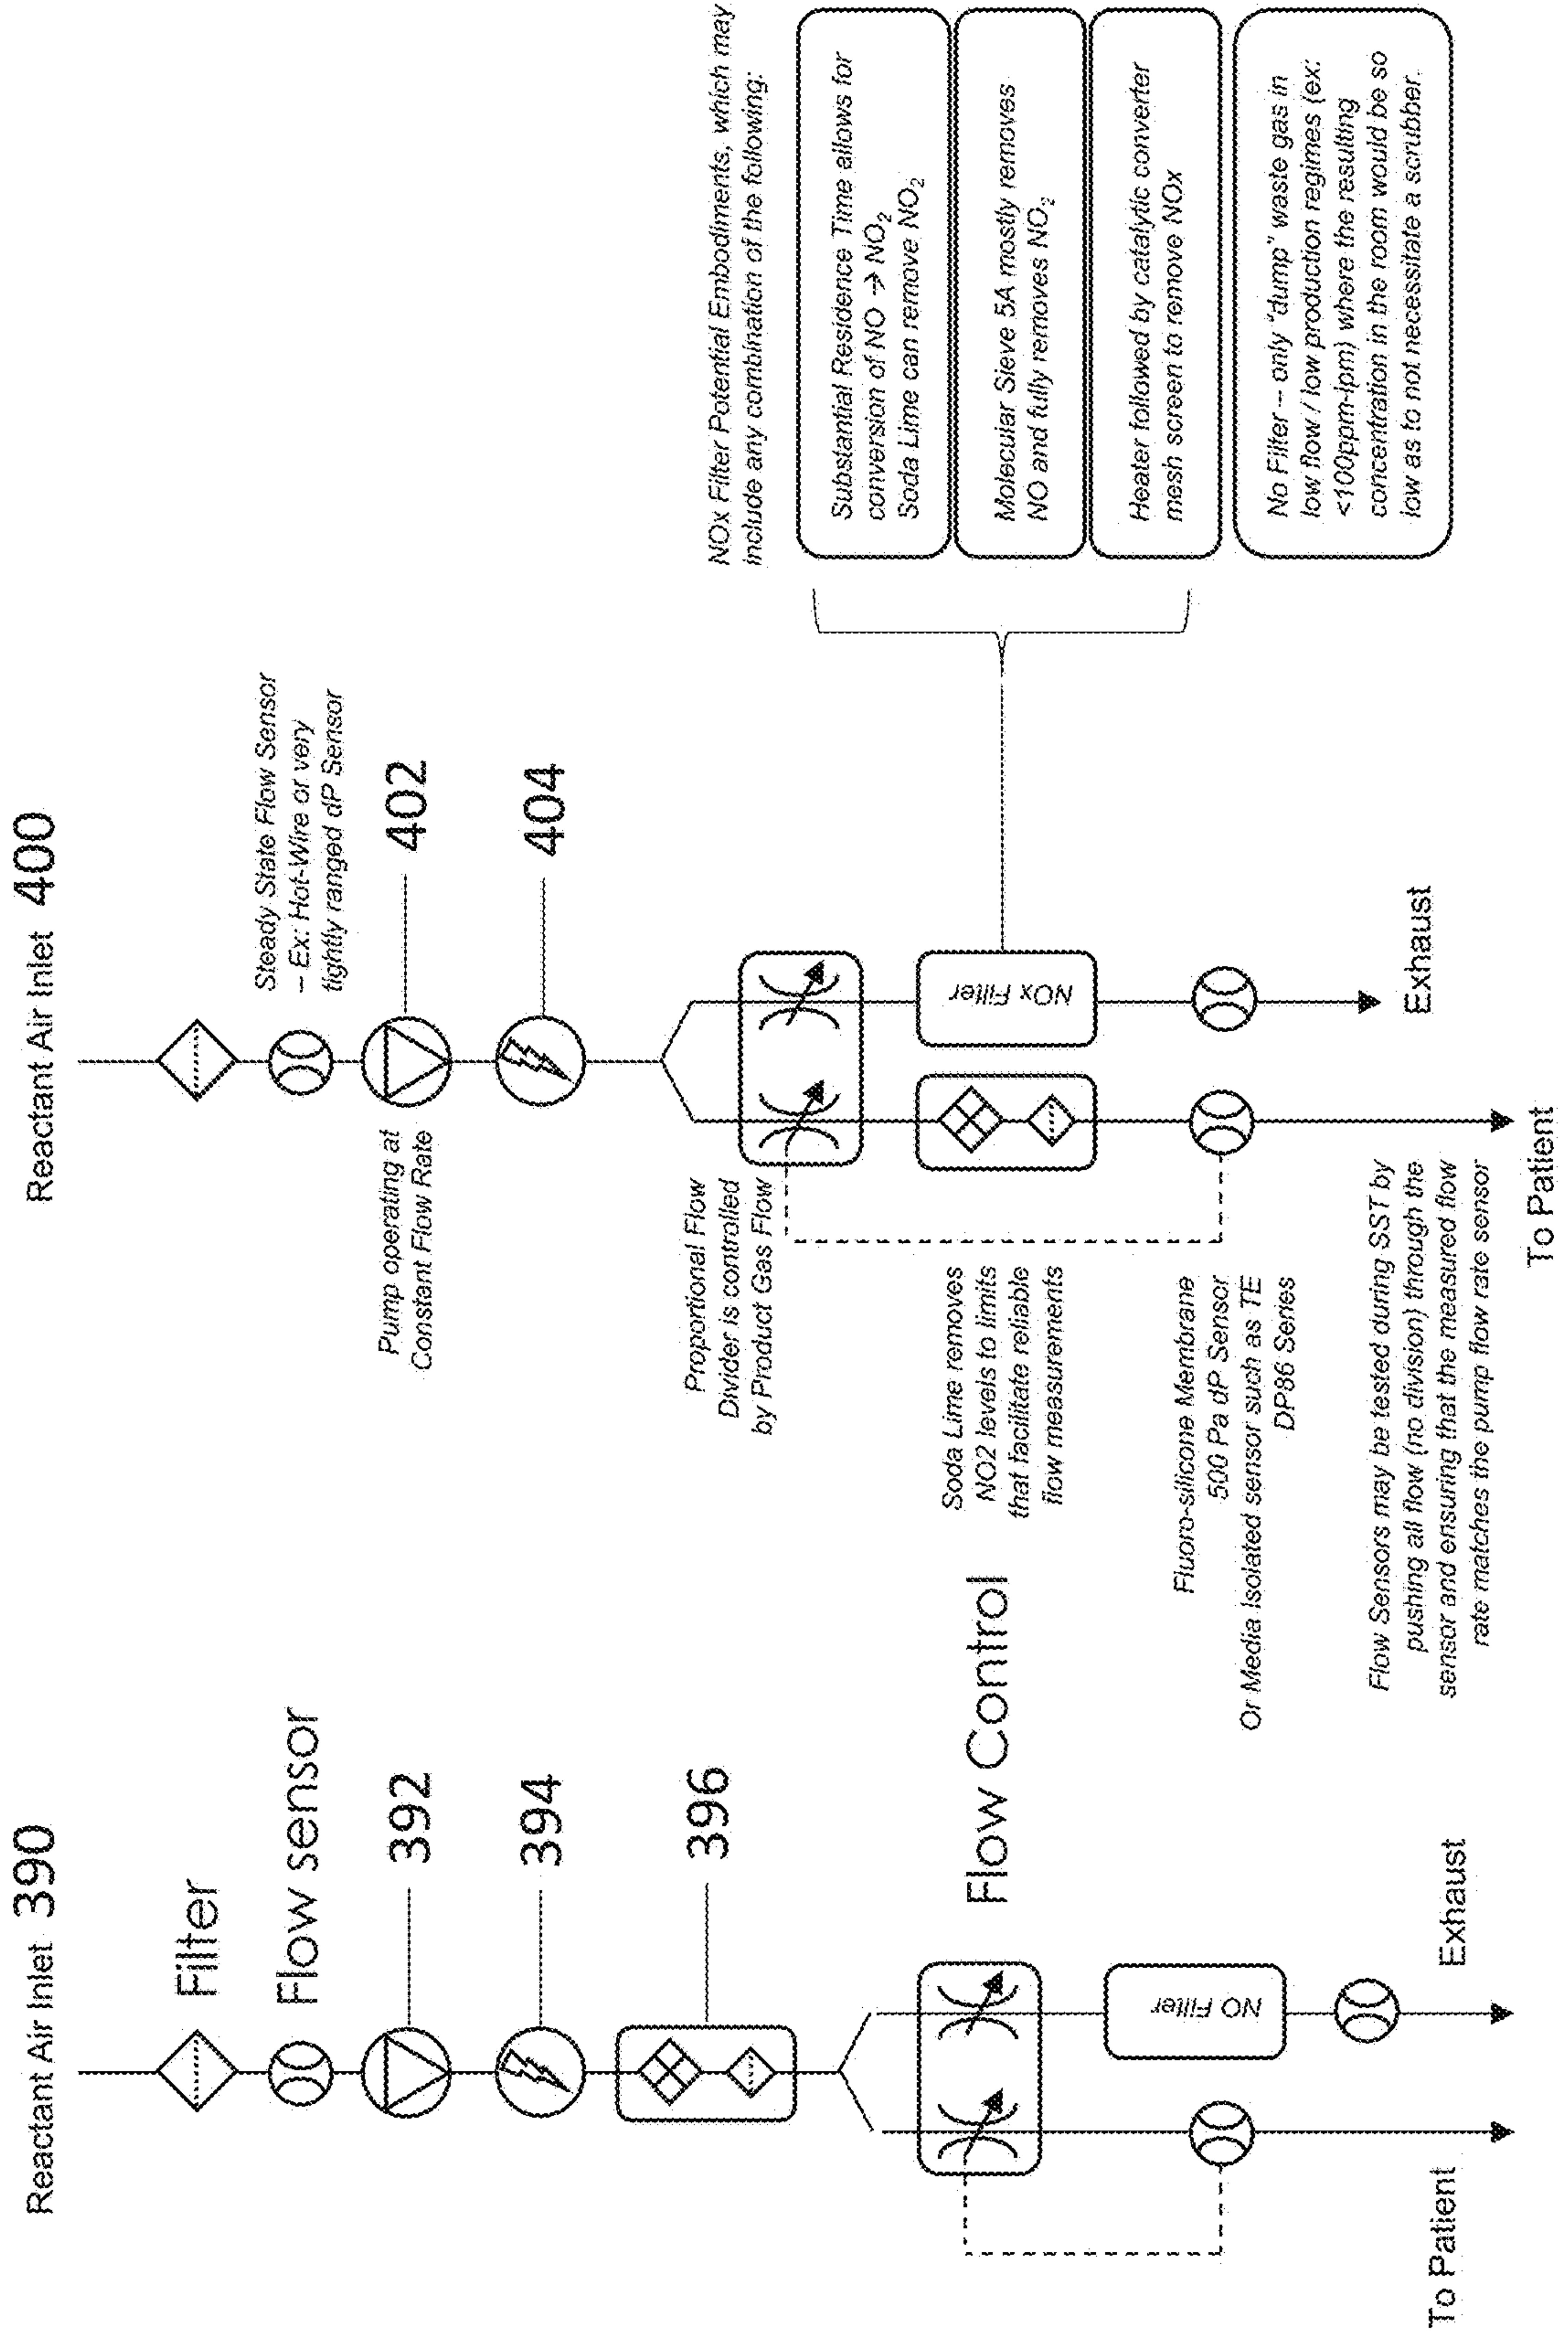 Reactant Air Inlet 390
Filter
Flow sensor
392
394
396
Flow Control
NO Filter
To Patient
Exhaust
Reactant Air Inlet 400
Steady State Flow Sensor
– Ex: Hot-Wire or very
tightly ranged dP Sensor
402
Pump operating at
Constant Flow Rate
404
Proportional Flow
Divider is controlled
by Product Gas Flow
Soda Lime removes
NO2 levels to limits
that facilitate reliable
flow measurements
NOx Filter
Fluoro-silicone Membrane
500 Pa dP Sensor
Or Media Isolated sensor such as TE
DP86 Series
Flow Sensors may be tested during SST by
pushing all flow (no division) through the
sensor and ensuring that the measured flow
rate matches the pump flow rate sensor
To Patient
Exhaust
NOx Filter Potential Embodiments, which may
include any combination of the following:
Substantial Residence Time allows for
conversion of NO → NO₂
Soda Lime can remove NO₂
Molecular Sieve 5A mostly removes
NO and fully removes NO₂
Heater followed by catalytic converter
mesh screen to remove NOx
No Filter – only "dump" waste gas in
low flow / low production regimes (ex:
<100ppm-lpm) where the resulting
concentration in the room would be so
low as to not necessitate a scrubber.